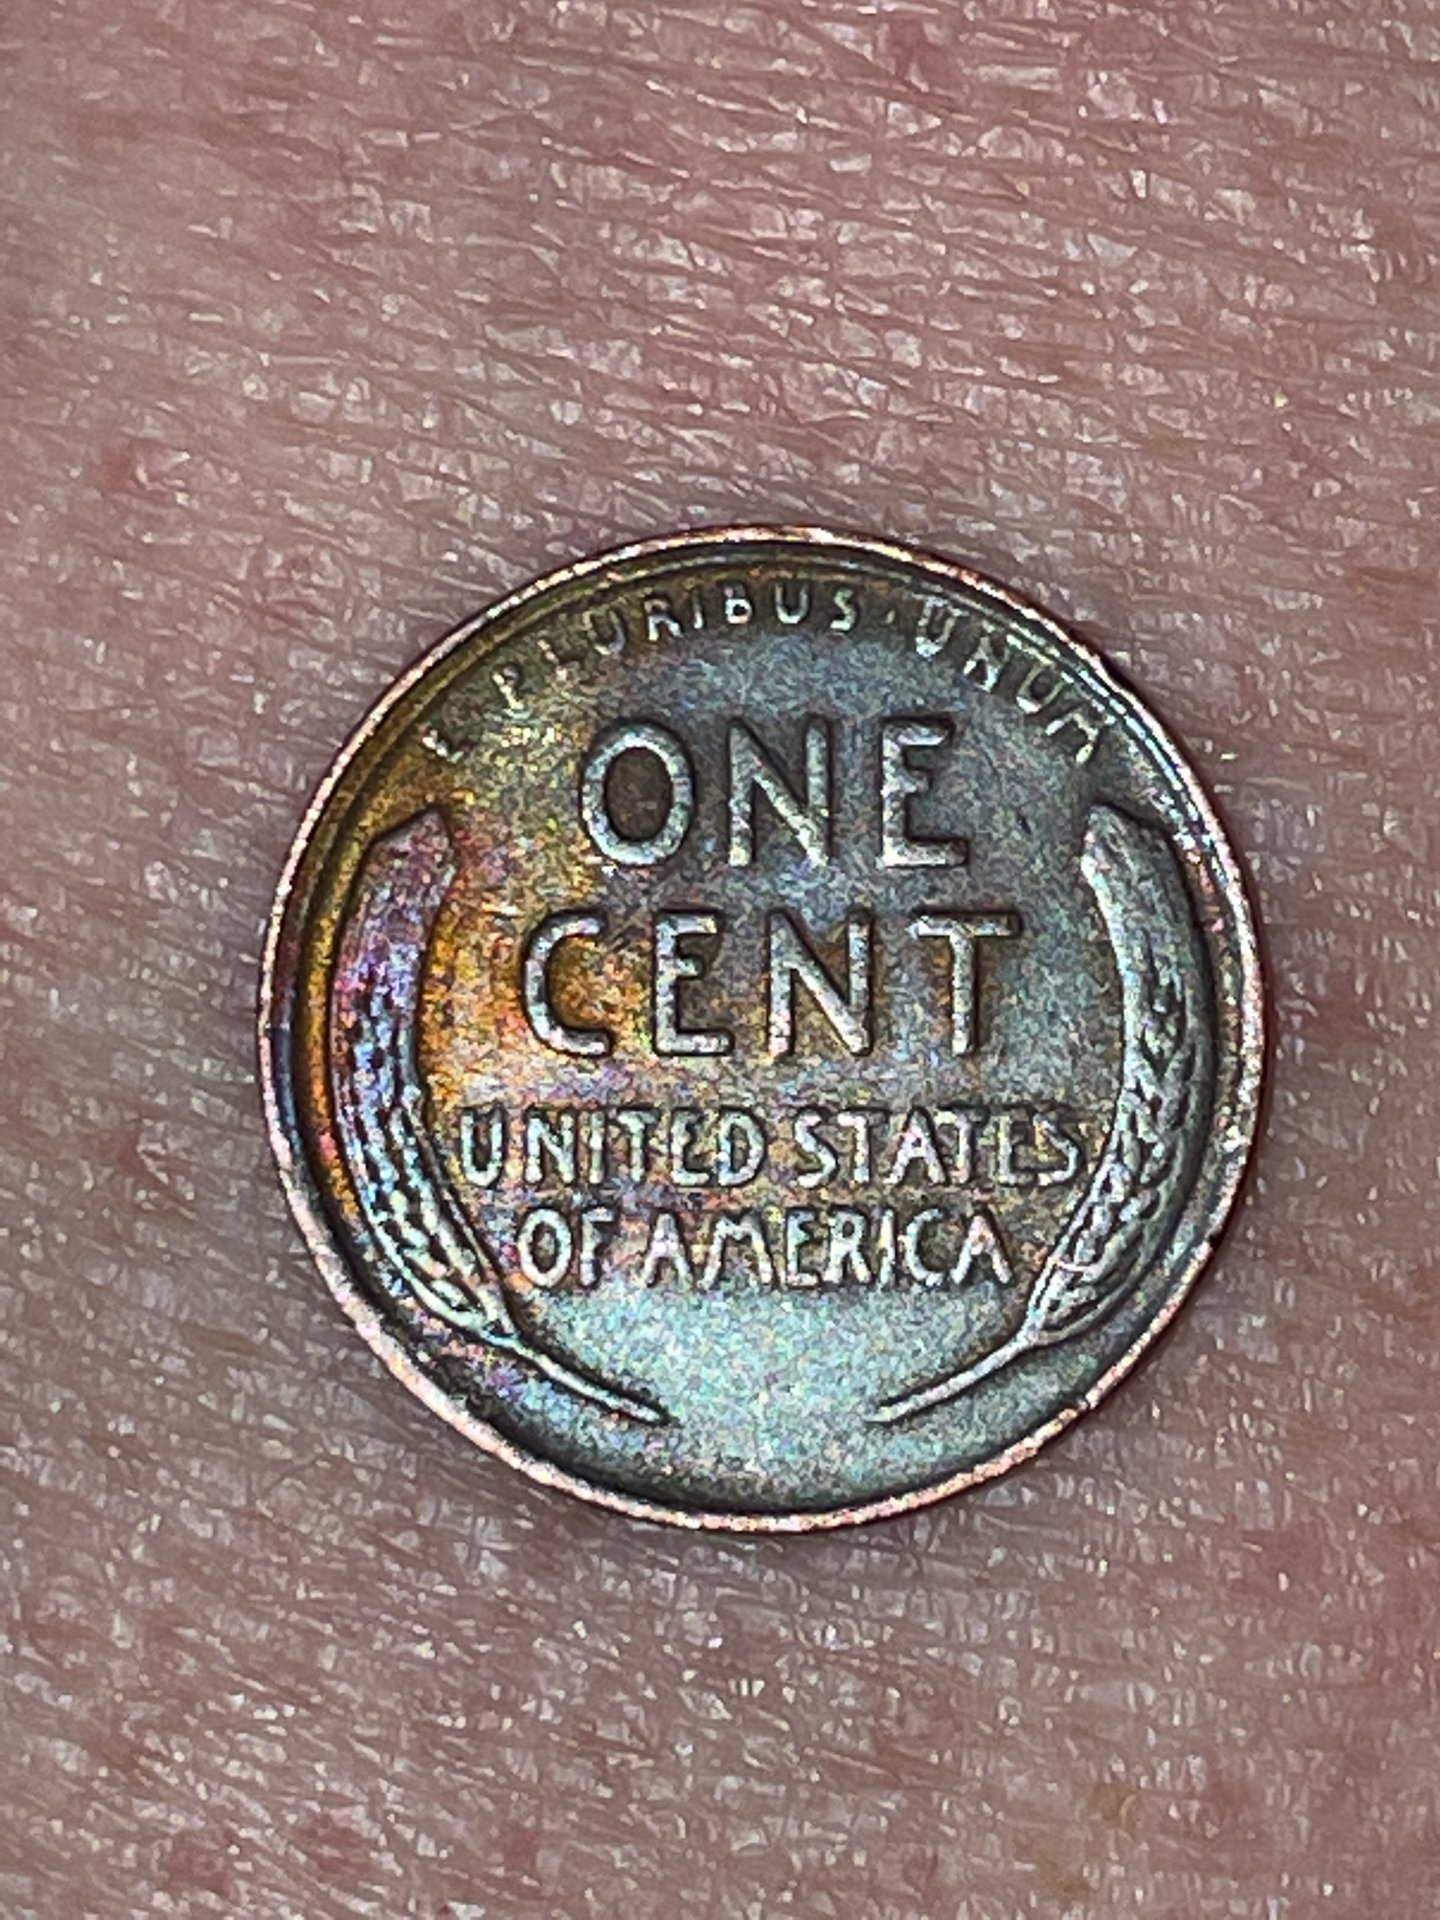 E PLURIBUS · UNUM
ONE
CENT
UNITED STATES
OF AMERICA